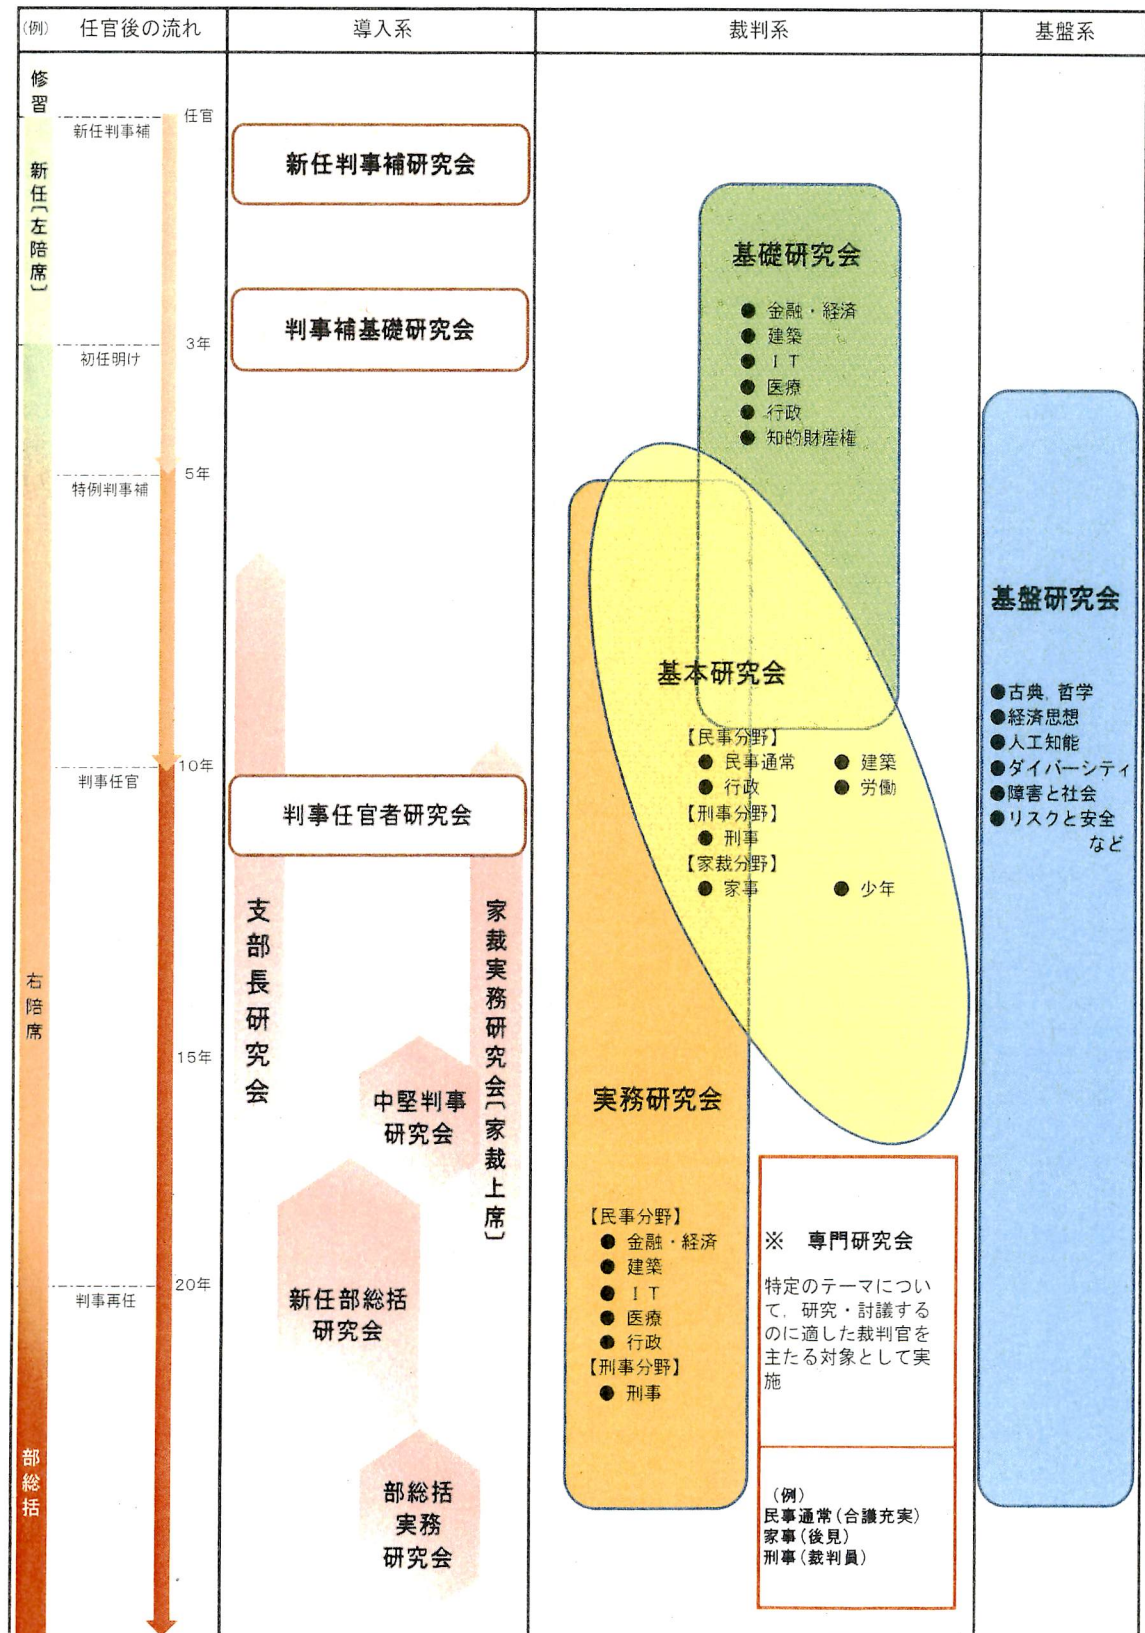 (例)
任官後の流れ
導入系
裁判系
基盤系
修習
任官
新任判事補
新任〔左陪席〕
3年
初任明け
5年
特例判事補
10年
判事任官
右陪席
15年
20年
判事再任
部総括
新任判事補研究会
判事補基礎研究会
判事任官者研究会
支部長研究会
家裁実務研究会〔家裁上席〕
中堅判事
研究会
新任部総括
研究会
部総括
実務
研究会
基礎研究会
● 金融・経済
● 建築
● IT
● 医療
● 行政
● 知的財産権
基本研究会
【民事分野】
● 民事通常 ● 建築
● 行政 ● 労働
【刑事分野】
● 刑事
【家裁分野】
● 家事 ● 少年
実務研究会
【民事分野】
● 金融・経済
● 建築
● IT
● 医療
● 行政
【刑事分野】
● 刑事
※ 専門研究会
特定のテーマについ
て，研究・討議する
のに適した裁判官を
主たる対象として実
施
(例)
民事通常(合議充実)
家事(後見)
刑事(裁判員)
基盤研究会
●古典，哲学
●経済思想
●人工知能
●ダイバーシティ
●障害と社会
●リスクと安全
など